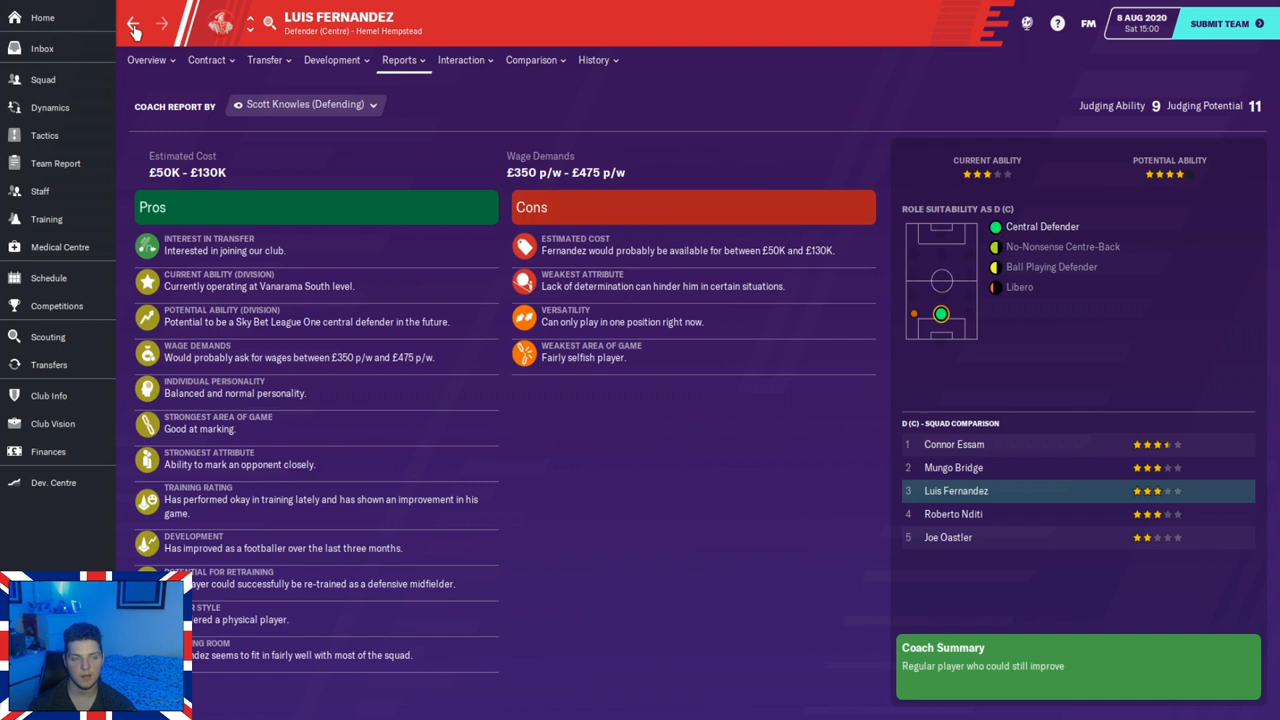 Home
Inbox
Squad
Dynamics
Tactics
Team Report
Staff
Training
Medical Centre
Schedule
Competitions
Scouting
Transfers
Club Info
Club Vision
Finances
Dev. Centre
LUIS FERNANDEZ
Defender (Centre) - Hemel Hempstead
?
FM
8 AUG 2020
Sat 15:00
SUBMIT TEAM
Overview
Contract
Transfer
Development
Reports
Interaction
Comparison
History
COACH REPORT BY
Scott Knowles (Defending)
Judging Ability 9 Judging Potential 11
Estimated Cost
£50K - £130K
Wage Demands
£350 p/w - £475 p/w
Pros
INTEREST IN TRANSFER
Interested in joining our club.
CURRENT ABILITY (DIVISION)
Currently operating at Vanarama South level.
POTENTIAL ABILITY (DIVISION)
Potential to be a Sky Bet League One central defender in the future.
WAGE DEMANDS
Would probably ask for wages between £350 p/w and £475 p/w.
INDIVIDUAL PERSONALITY
Balanced and normal personality.
STRONGEST AREA OF GAME
Good at marking.
STRONGEST ATTRIBUTE
Ability to mark an opponent closely.
TRAINING RATING
Has performed okay in training lately and has shown an improvement in his
game.
DEVELOPMENT
Has improved as a footballer over the last three months.
POTENTIAL FOR RETRAINING
ayer could successfully be re-trained as a defensive midfielder.
R STYLE
ered a physical player.
NG ROOM
ndez seems to fit in fairly well with most of the squad.
Cons
ESTIMATED COST
Fernandez would probably be available for between £50K and £130K.
WEAKEST ATTRIBUTE
Lack of determination can hinder him in certain situations.
VERSATILITY
Can only play in one position right now.
WEAKEST AREA OF GAME
Fairly selfish player.
CURRENT ABILITY
POTENTIAL ABILITY
ROLE SUITABILITY AS D (C)
Central Defender
No-Nonsense Centre-Back
Ball Playing Defender
Libero
D (C) - SQUAD COMPARISON
1 Connor Essam
2 Mungo Bridge
3 Luis Fernandez
4 Roberto Nditi
5 Joe Oastler
Coach Summary
Regular player who could still improve